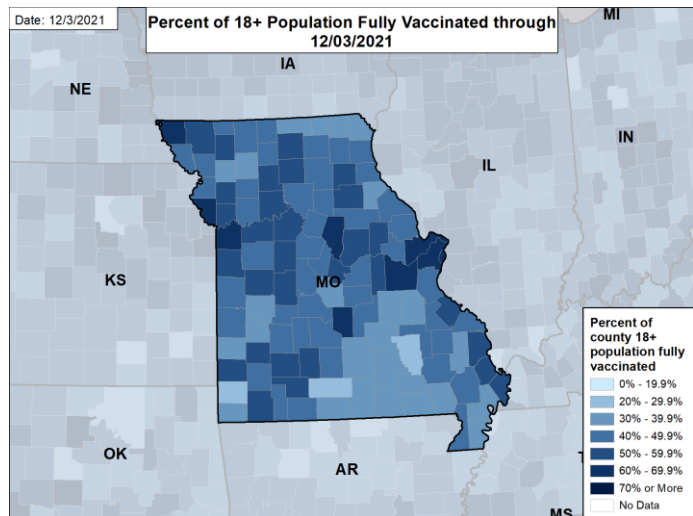 Date: 12/3/2021
Percent of 18+ Population Fully Vaccinated through
12/03/2021
MI
IA
NE
IN
IL
KS
MO
OK
AR
MS
Percent of
county 18+
population fully
vaccinated
0% - 19.9%
20% - 29.9%
30% - 39.9%
40% - 49.9%
50% - 59.9%
60% - 69.9%
70% or More
No Data